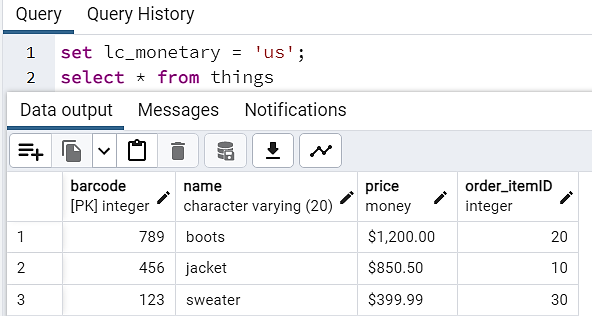 Query Query History
1 set lc_monetary = 'us';
2 select * from things
Data output Messages Notifications
barcode name price order_itemID
[PK] integer character varying (20) money integer
1 789 boots $1,200.00 20
2 456 jacket $850.50 10
3 123 sweater $399.99 30